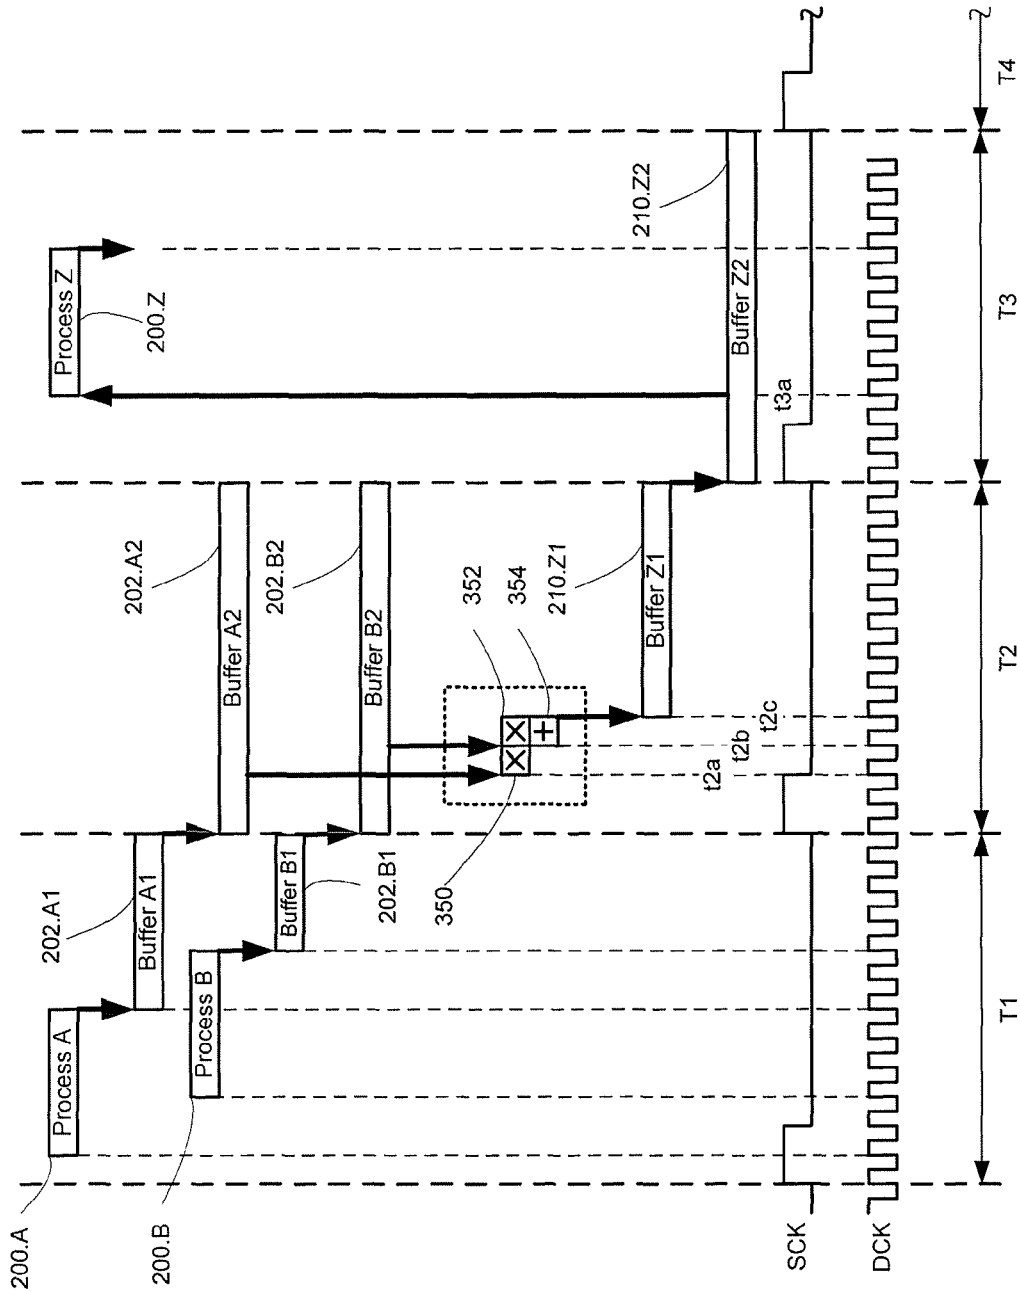 200.A
Process A
202.A1
Buffer A1
202.A2
Buffer A2
Process Z
200.Z
200.B
Process B
Buffer B1
202.B1
202.B2
Buffer B2
350
352
354
X
X
+
210.Z1
Buffer Z1
210.Z2
Buffer Z2
t2a
t2b
t2c
t3a
SCK
DCK
T1
T2
T3
T4